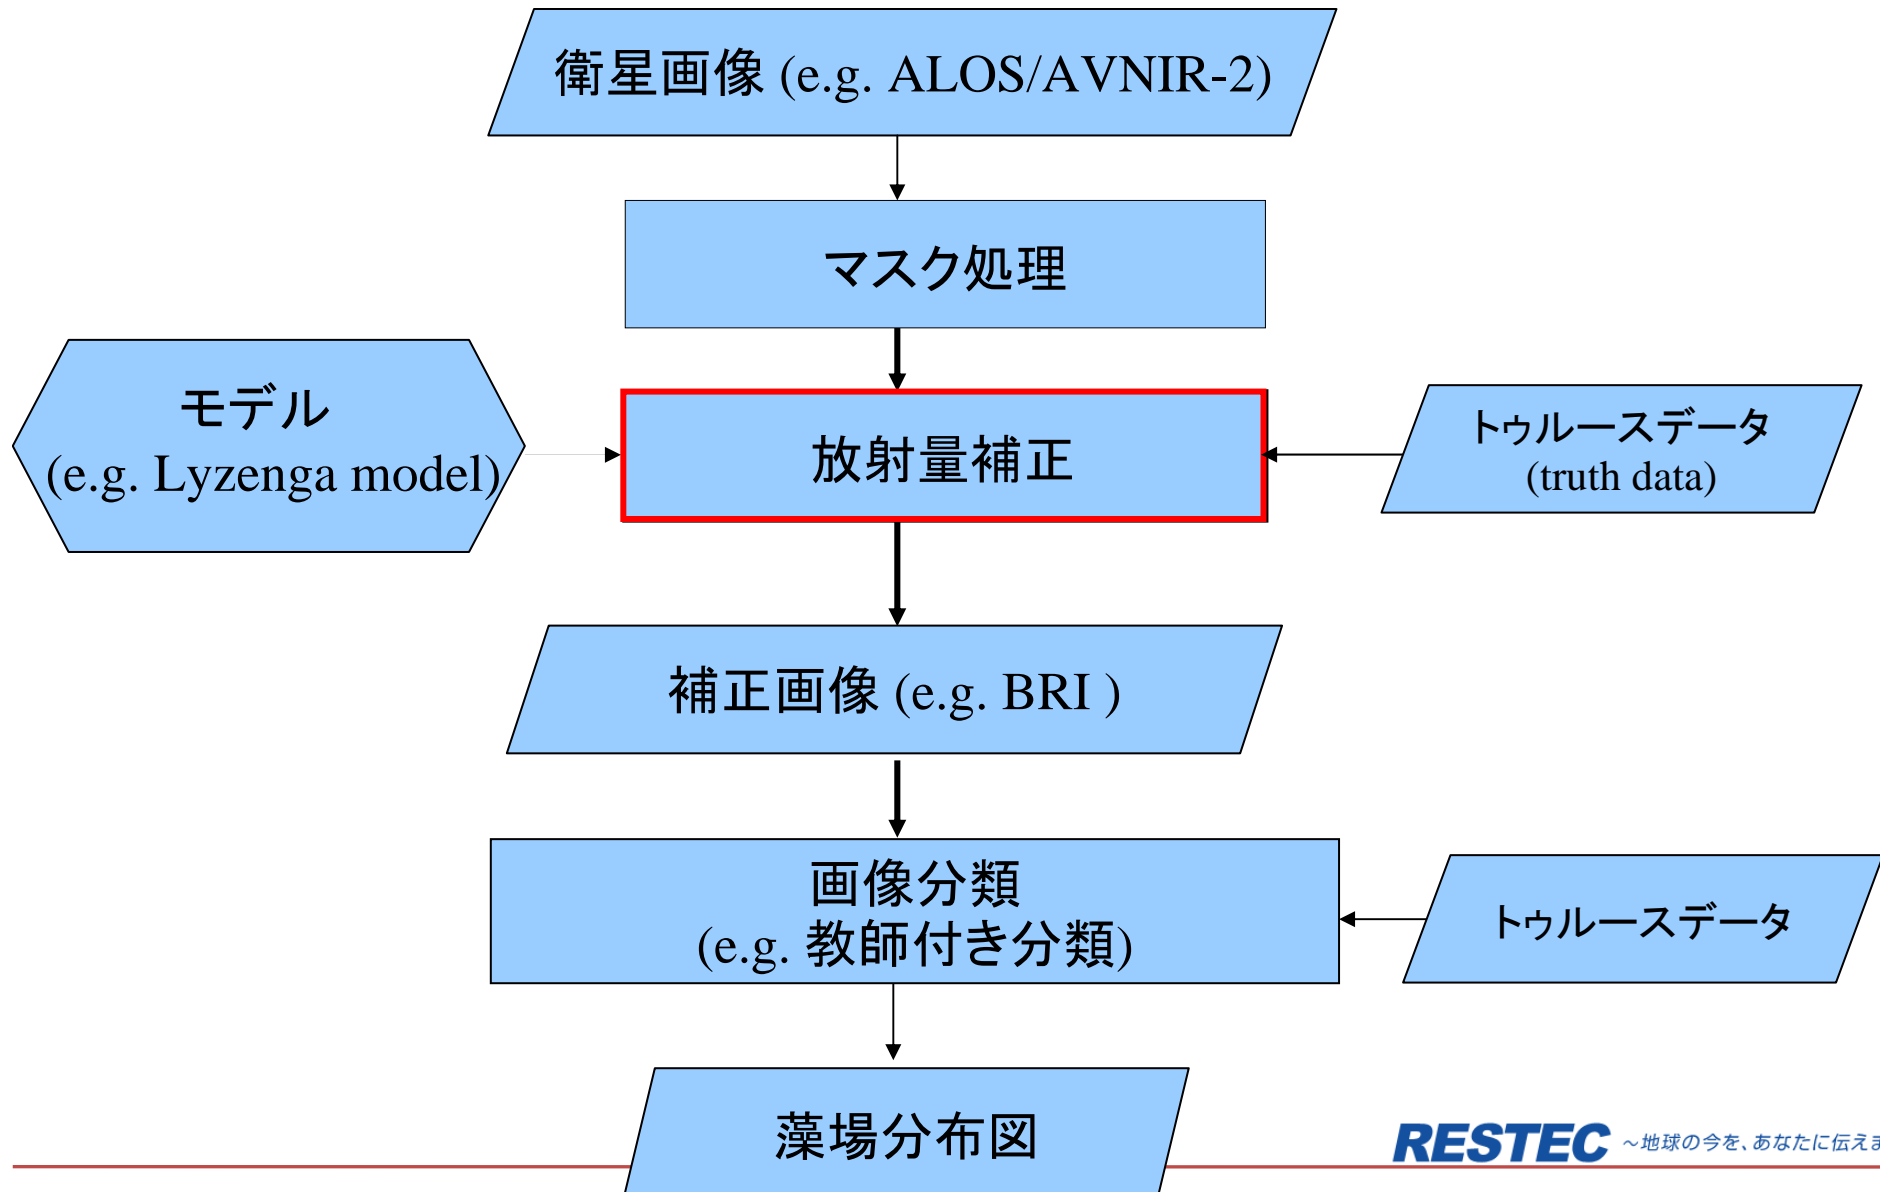 衛星画像 (e.g. ALOS/AVNIR-2)
マスク処理
モデル
(e.g. Lyzenga model)
放射量補正
トゥルースデータ
(truth data)
補正画像 (e.g. BRI )
画像分類
(e.g. 教師付き分類)
トゥルースデータ
藻場分布図
RESTEC ～地球の今を、あなたに伝えま